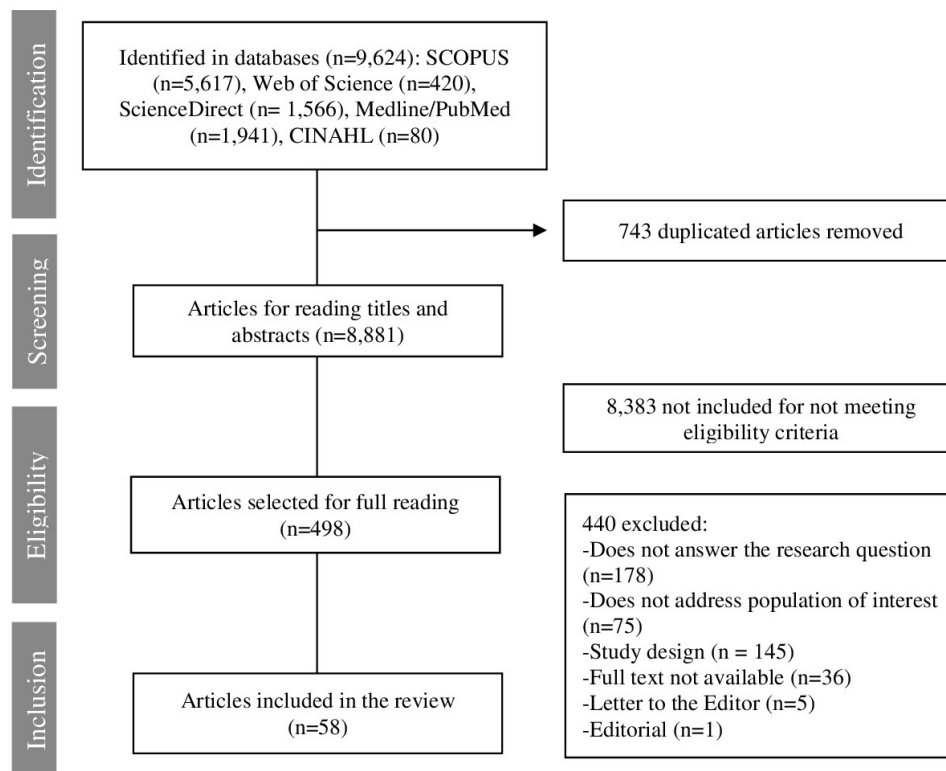 Identification
Identified in databases (n=9,624): SCOPUS
(n=5,617), Web of Science (n=420),
ScienceDirect (n= 1,566), Medline/PubMed
(n=1,941), CINAHL (n=80)
743 duplicated articles removed
Screening
Articles for reading titles and
abstracts (n=8,881)
8,383 not included for not meeting
eligibility criteria
Eligibility
Articles selected for full reading
(n=498)
440 excluded:
-Does not answer the research question
(n=178)
-Does not address population of interest
(n=75)
-Study design (n = 145)
-Full text not available (n=36)
-Letter to the Editor (n=5)
-Editorial (n=1)
Inclusion
Articles included in the review
(n=58)